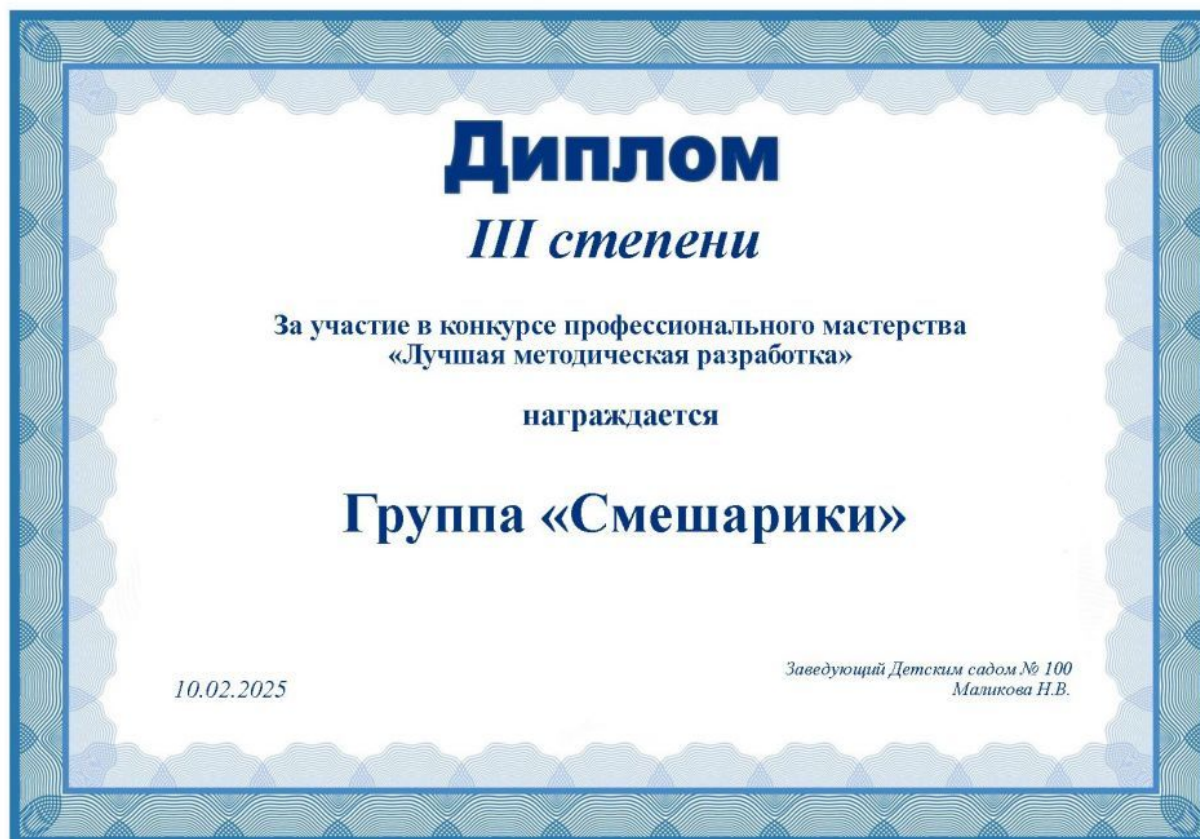 Диплом
III степени
За участие в конкурсе профессионального мастерства
«Лучшая методическая разработка»
награждается
Группа «Смешарики»
10.02.2025
Заведующий Детским садом № 100
Маликова Н.В.